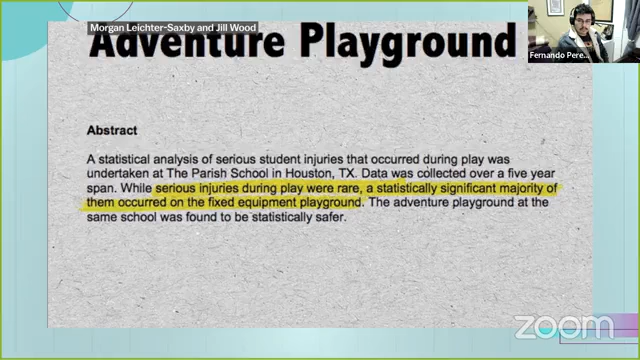 Morgan Leichter-Saxby and Jill Wood
Adventure Playground
Fernando Pere...
Abstract
A statistical analysis of serious student injuries that occurred during play was
undertaken at The Parish School in Houston, TX. Data was collected over a five year
span. While serious injuries during play were rare, a statistically significant majority of
them occurred on the fixed equipment playground. The adventure playground at the
same school was found to be statistically safer.
zoom